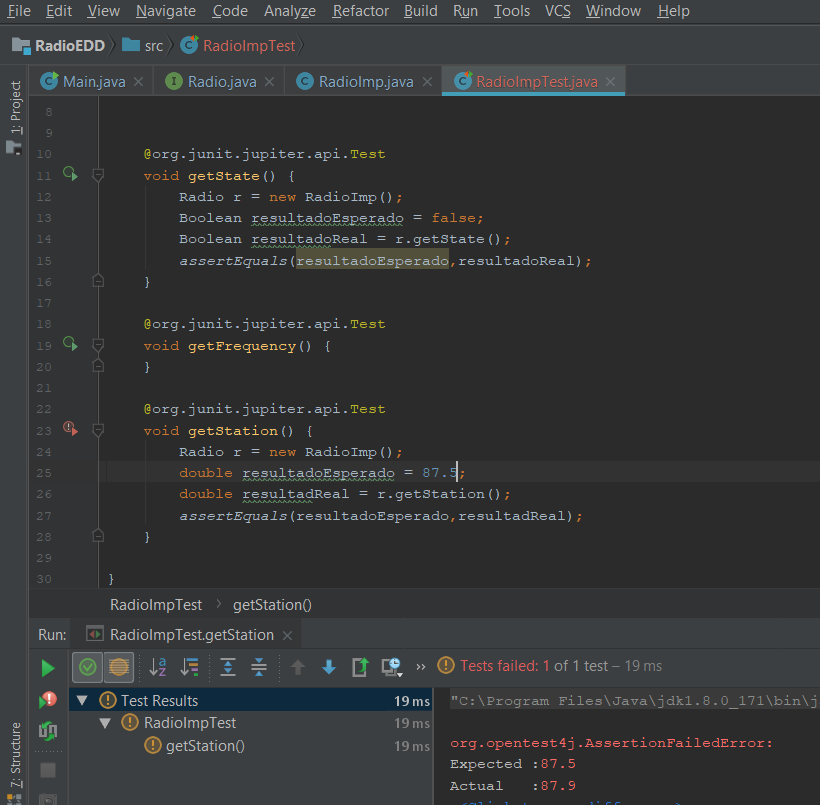 File Edit View Navigate Code Analyze Refactor Build Run Tools VCS Window Help
RadioEDD src RadioImpTest
Main.java Radio.java RadioImp.java RadioImpTest.java
1: Project
8
9
10 @org.junit.jupiter.api.Test
11 void getState() {
12 Radio r = new RadioImp();
13 Boolean resultadoEsperado = false;
14 Boolean resultadoReal = r.getState();
15 assertEquals(resultadoEsperado,resultadoReal);
16 }
17
18 @org.junit.jupiter.api.Test
19 void getFrequency() {
20 }
21
22 @org.junit.jupiter.api.Test
23 void getStation() {
24 Radio r = new RadioImp();
25 double resultadoEsperado = 87.5;
26 double resultadReal = r.getStation();
27 assertEquals(resultadoEsperado,resultadReal);
28 }
29
30 }
RadioImpTest > getStation()
Run: RadioImpTest.getStation
Tests failed: 1 of 1 test – 19 ms
Test Results 19 ms
RadioImpTest 19 ms
getStation() 19 ms
"C:\Program Files\Java\jdk1.8.0_171\bin\j
org.opentest4j.AssertionFailedError:
Expected :87.5
Actual :87.9
7: Structure